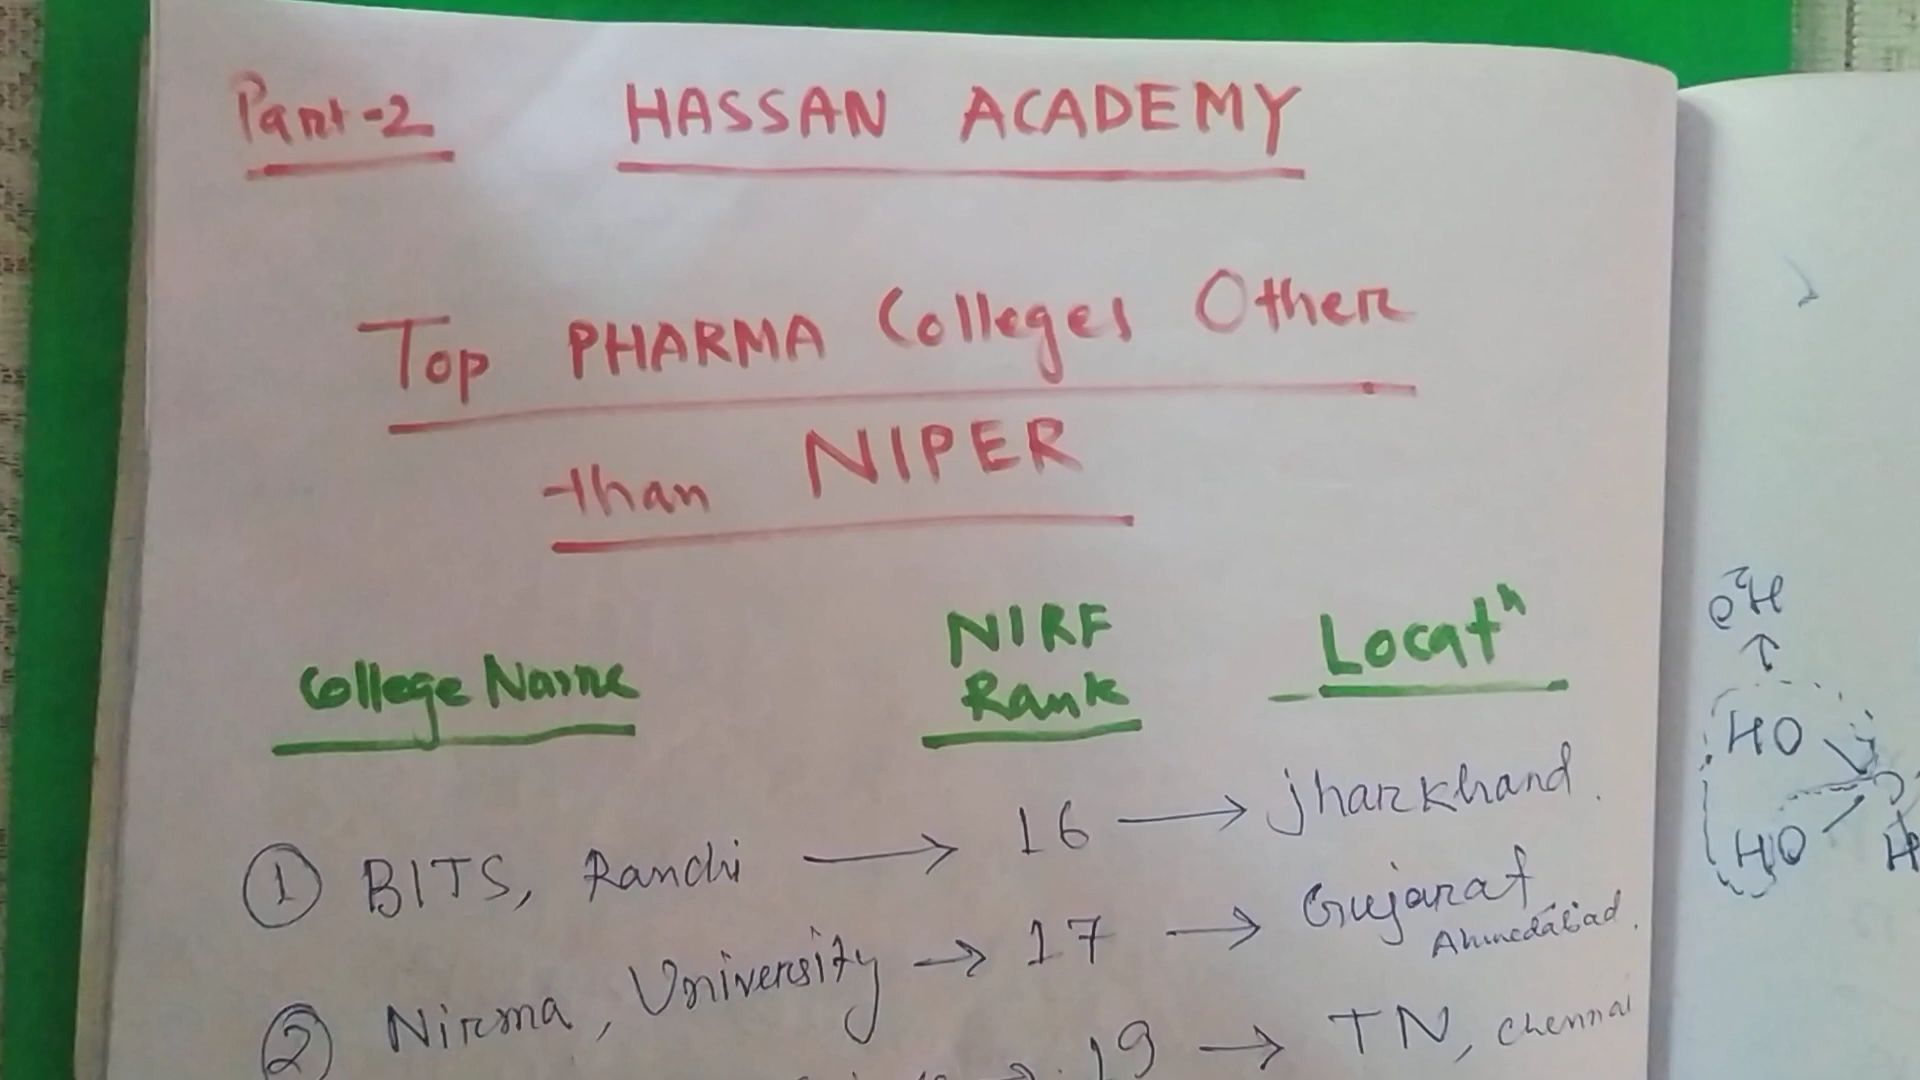 Part-2 HASSAN ACADEMY
Top PHARMA Colleges Other
than NIPER
College Name NIRF Rank Locatⁿ
① BITS, Ranchi → 16 → Jharkhand.
② Nirma, University → 17 → Gujarat Ahmedabad.
→ 19 → TN, Chennai
H₂O
↑
HO
HO
H